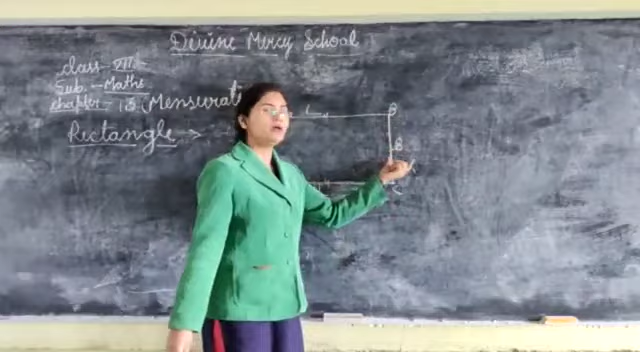 Divine Mercy School
Class - VII.
Sub. - Maths
chapter - 13. (Mensurati
Rectangle →
L
B
B
C